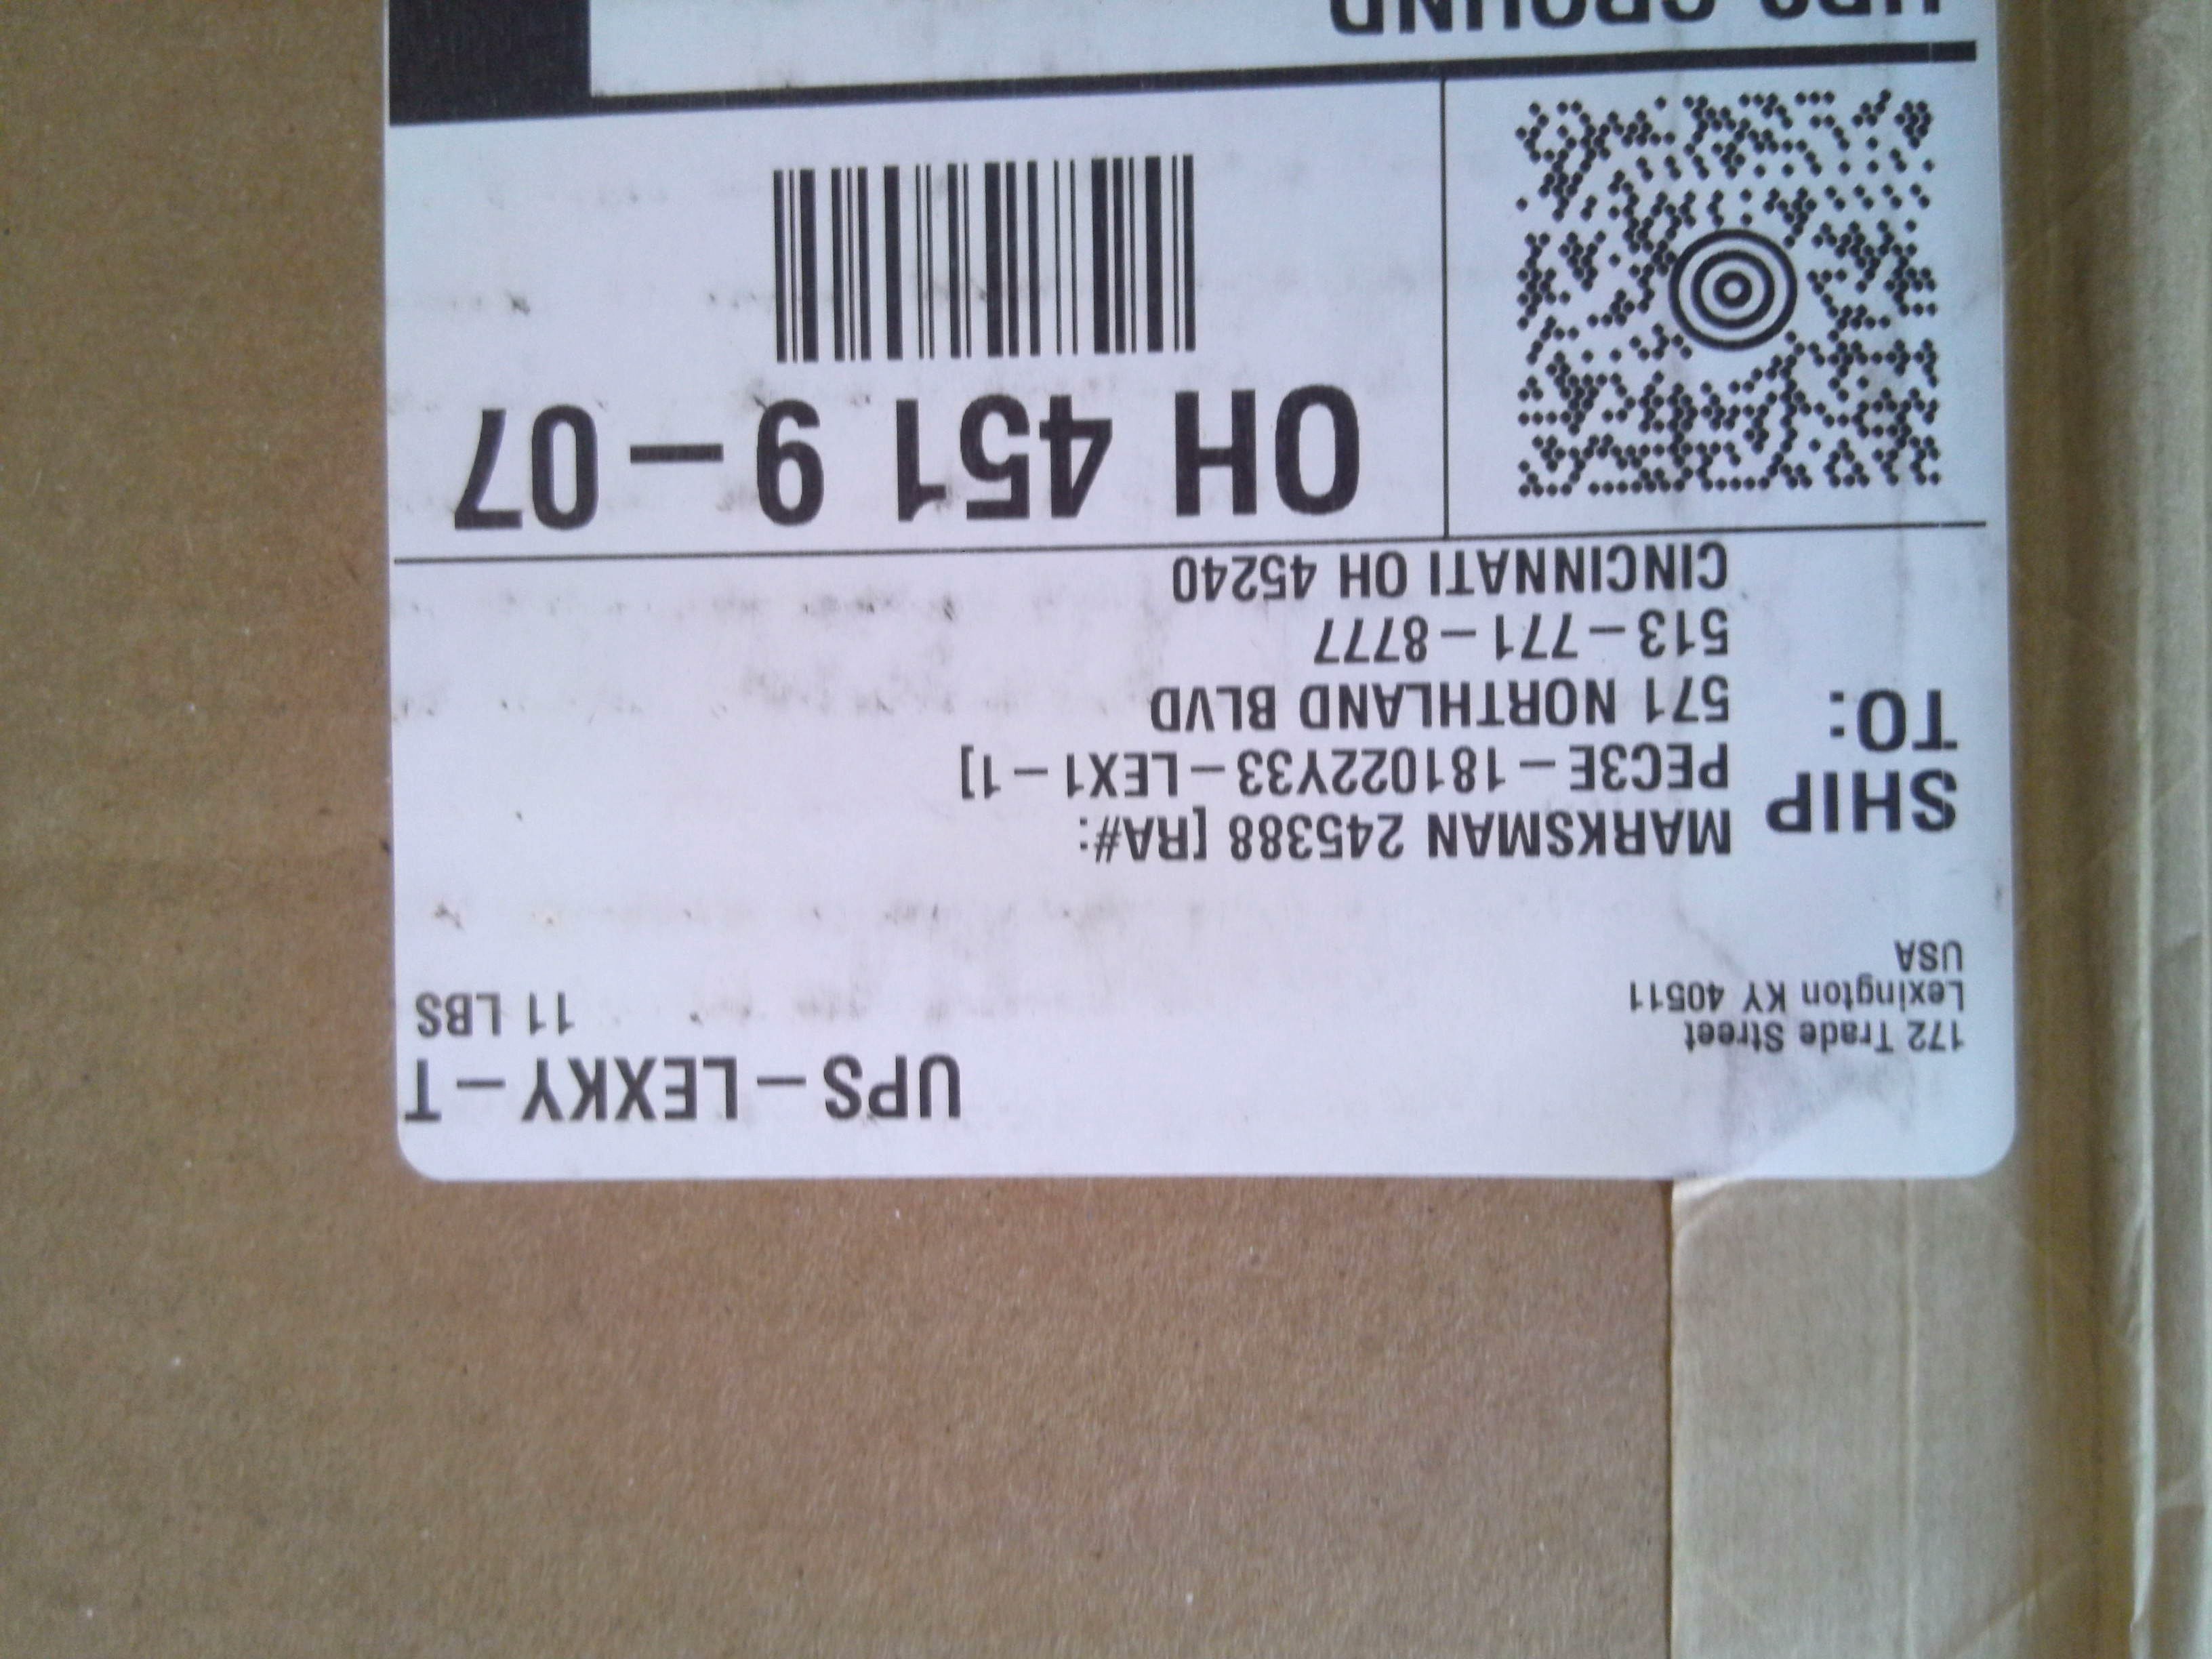 UPS-LEXKY-T
11 LBS
172 Trade Street
Lexington KY 40511
USA
SHIP
TO:
MARKSMAN 245388 [RA#:
PEC3E-181022Y33-LEX1-1]
571 NORTHLAND BLVD
513-771-8777
CINCINNATI OH 45240
OH 451 9-07
UPS GROUND